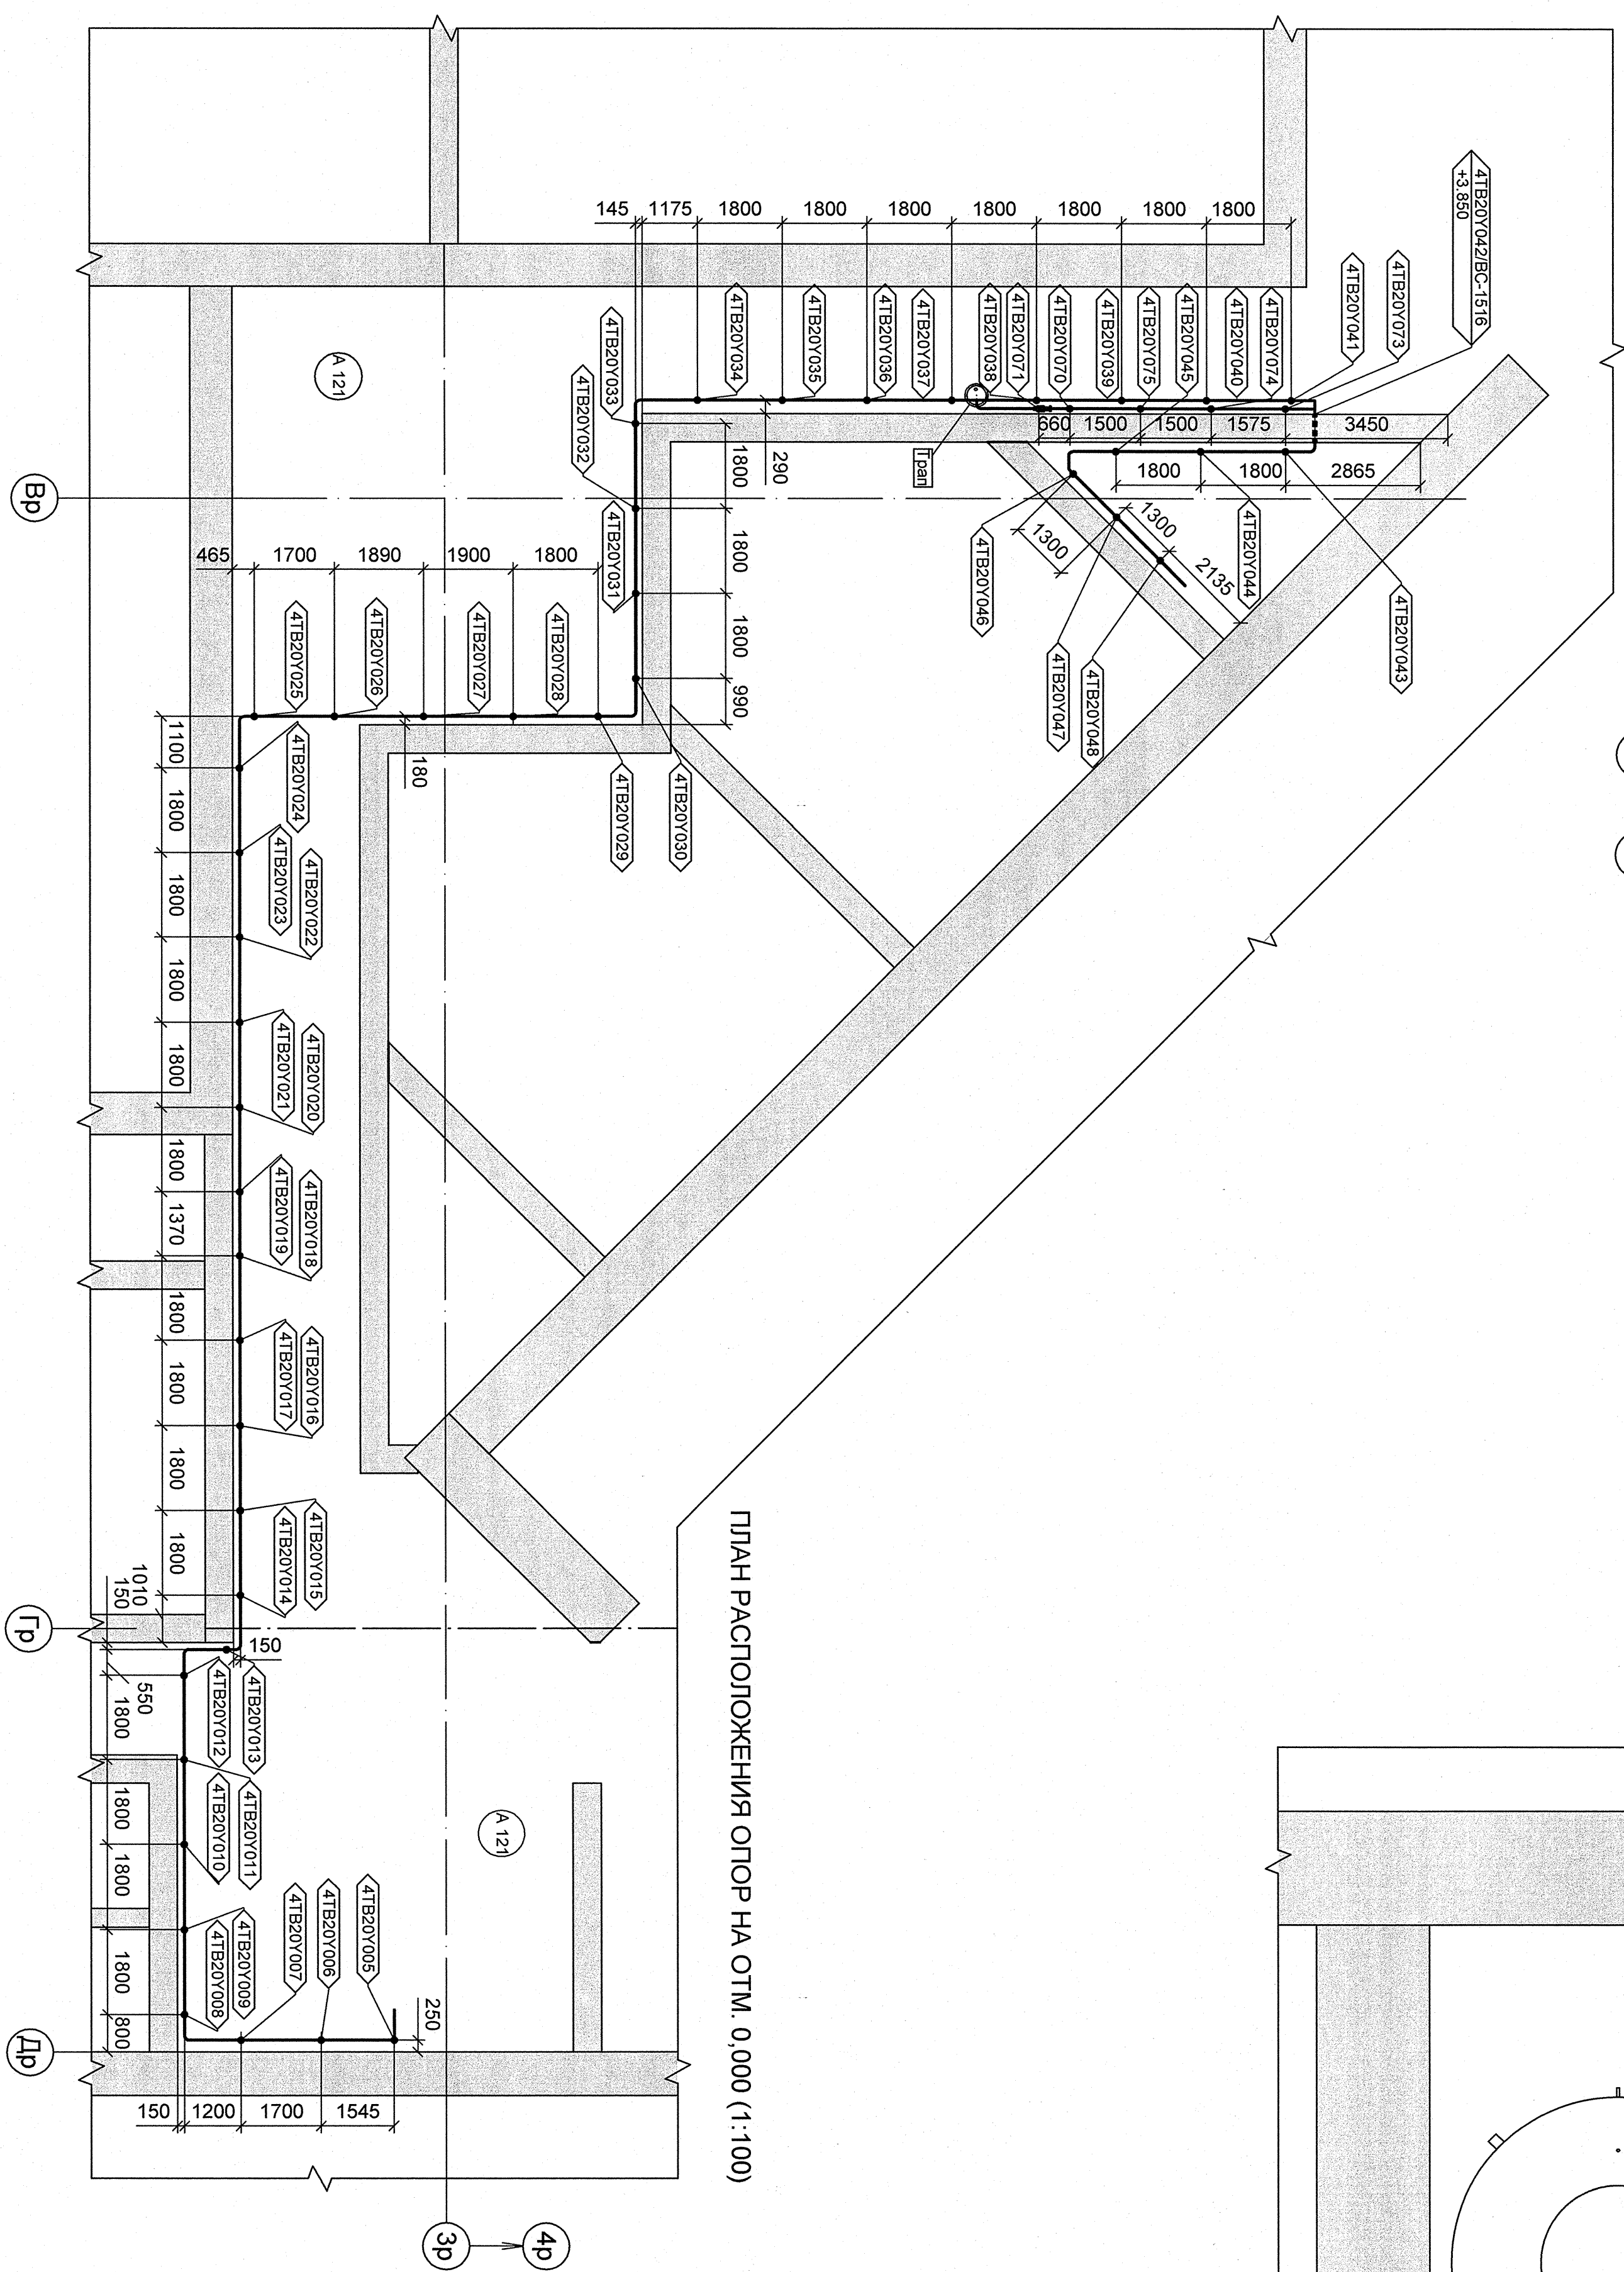 ПЛАН РАСПОЛОЖЕНИЯ ОПОР НА ОТМ. 0,000 (1:100)
4TB20Y042/BC-1516
+3.850
145
1175
1800
1800
1800
1800
1800
1800
1800
4TB20Y034
4TB20Y035
4TB20Y036
4TB20Y037
4TB20Y038
4TB20Y071
4TB20Y070
4TB20Y039
4TB20Y075
4TB20Y045
4TB20Y040
4TB20Y074
4TB20Y041
4TB20Y073
А 121
4TB20Y033
4TB20Y032
4TB20Y031
660
1500
1500
1575
3450
1800
1800
2865
Трап
290
1800
1800
1800
990
1300
1300
2135
4TB20Y044
4TB20Y043
4TB20Y046
4TB20Y047
4TB20Y048
Вр
465
1700
1890
1900
1800
4TB20Y025
4TB20Y026
4TB20Y027
4TB20Y028
180
4TB20Y029
4TB20Y030
1100
1800
1800
1800
1800
1800
1370
1800
1800
1800
1800
1010
150
4TB20Y024
4TB20Y023
4TB20Y022
4TB20Y021
4TB20Y020
4TB20Y019
4TB20Y018
4TB20Y017
4TB20Y016
4TB20Y014
4TB20Y015
Гр
150
550
1800
1800
1800
1800
800
4TB20Y012
4TB20Y013
4TB20Y010
4TB20Y011
4TB20Y008
4TB20Y009
4TB20Y007
4TB20Y006
4TB20Y005
А 121
250
Др
150
1200
1700
1545
3р
4р